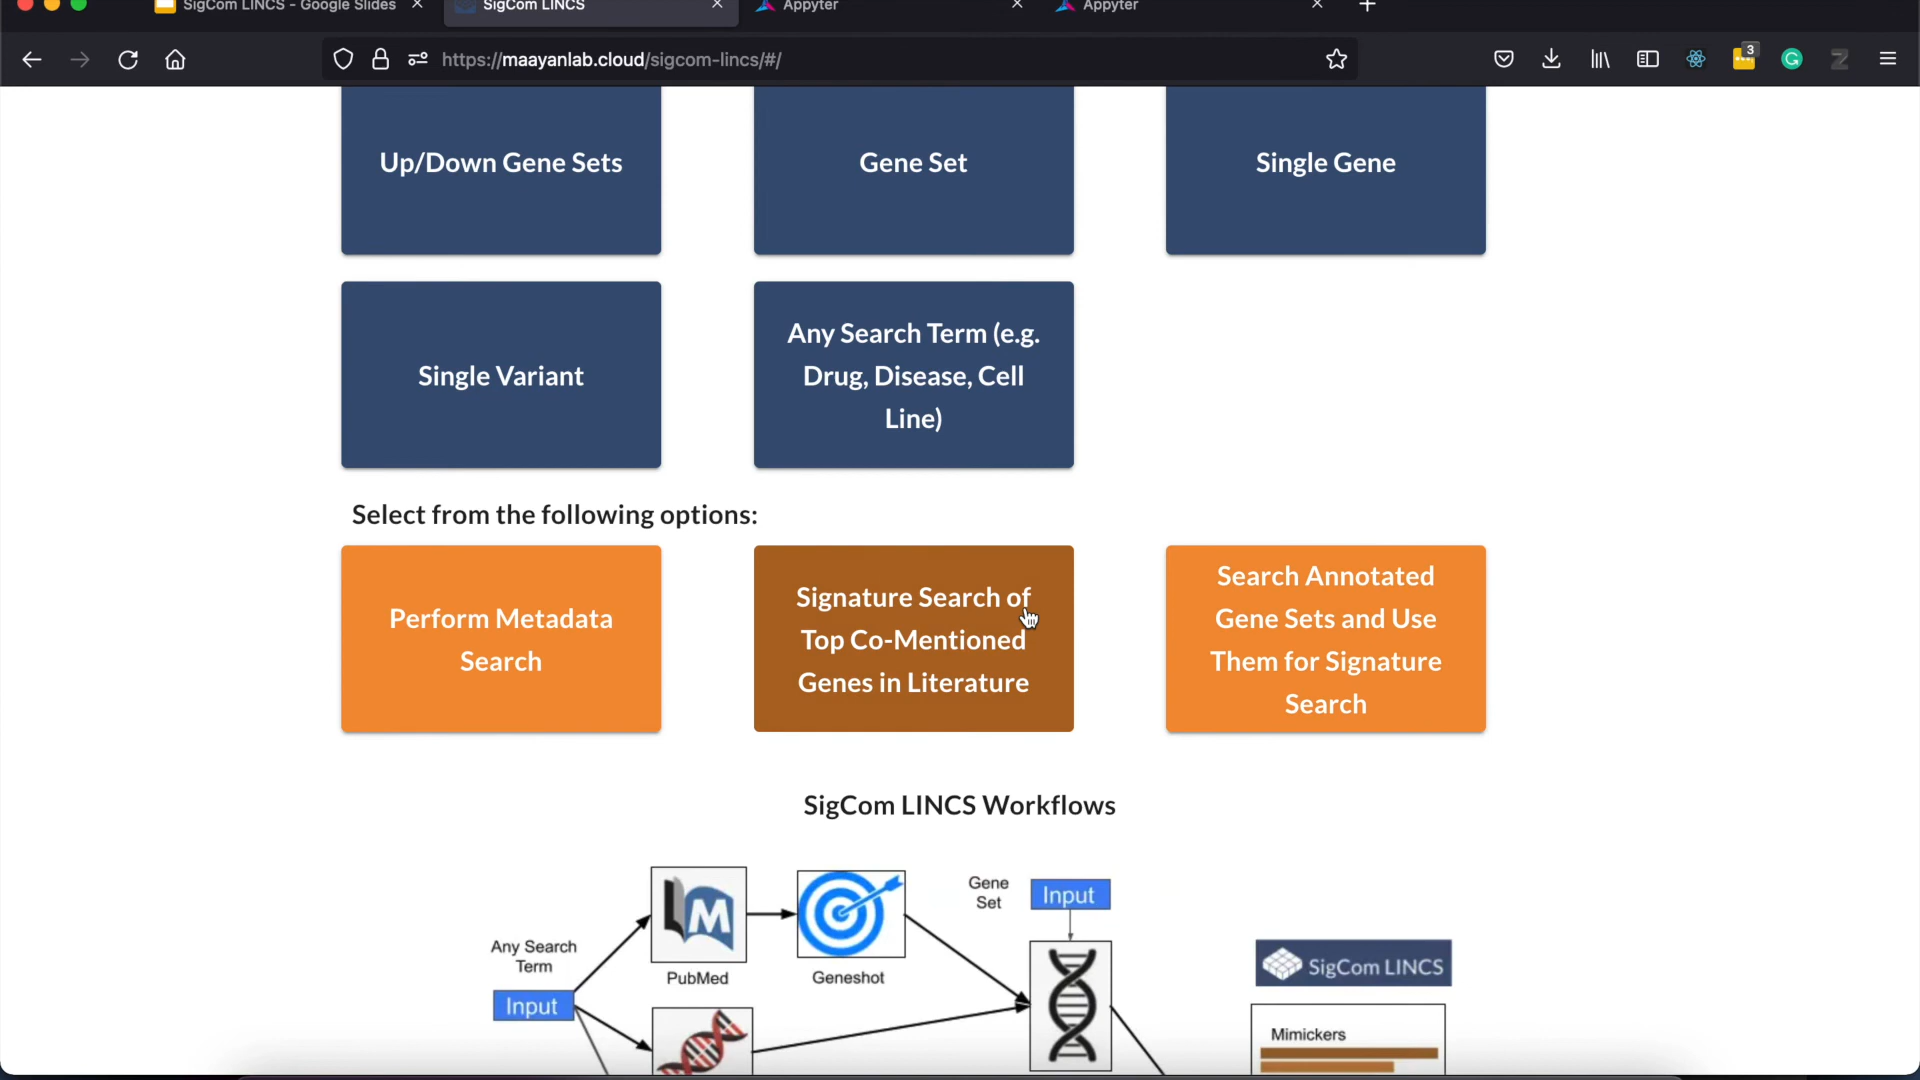 SigCom LINCS - Google Slides
SigCom LINCS
Appyter
Appyter
https://maayanlab.cloud/sigcom-lincs/#/
3
Up/Down Gene Sets
Gene Set
Single Gene
Single Variant
Any Search Term (e.g.
Drug, Disease, Cell
Line)
Select from the following options:
Perform Metadata
Search
Signature Search of
Top Co-Mentioned
Genes in Literature
Search Annotated
Gene Sets and Use
Them for Signature
Search
SigCom LINCS Workflows
Any Search
Term
Input
PubMed
Geneshot
Gene
Set
Input
SigCom LINCS
Mimickers